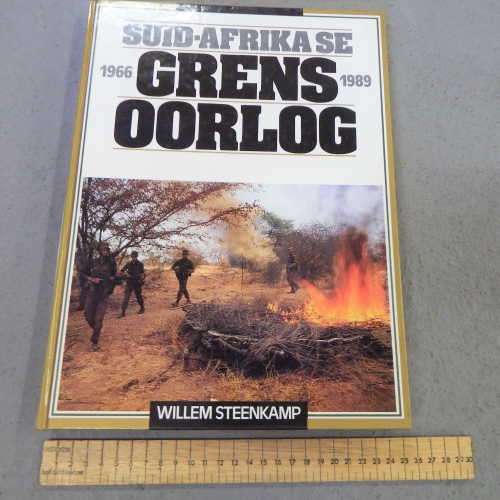 SUID-AFRIKA SE
1966 GRENS 1989
OORLOG
WILLEM STEENKAMP